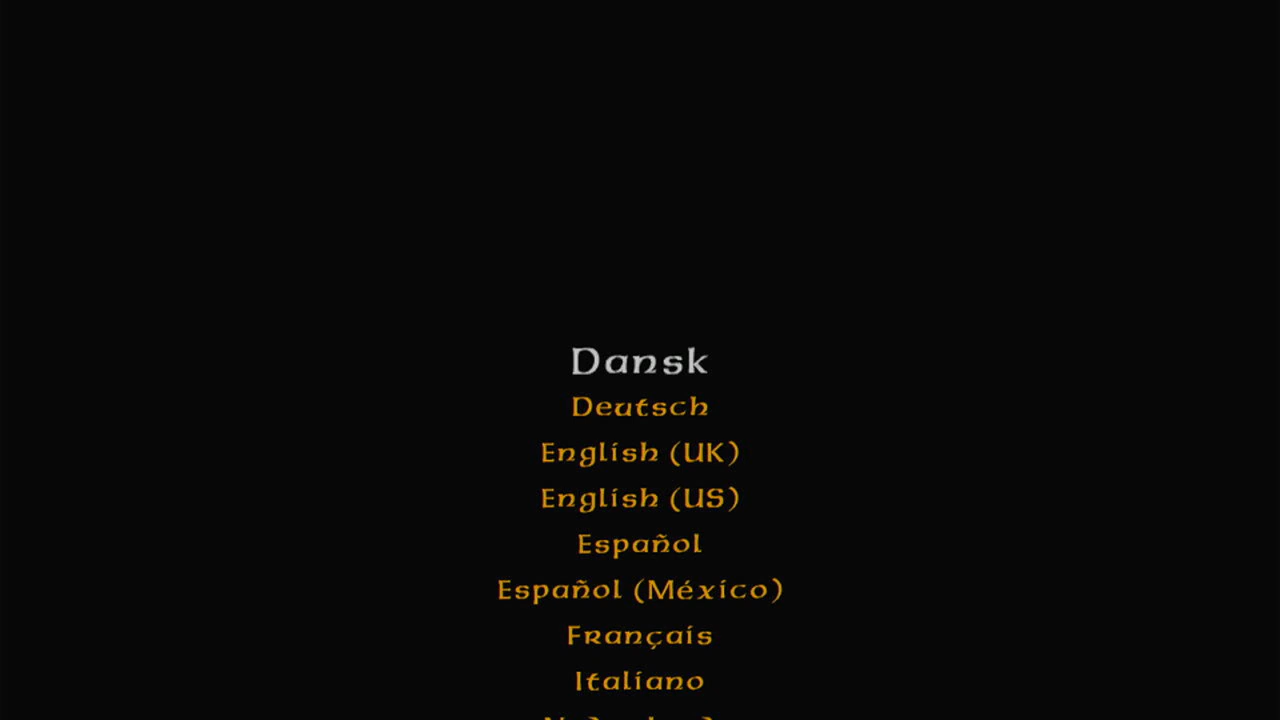 Dansk
Deutsch
English (UK)
English (US)
Español
Español (México)
Français
Italiano